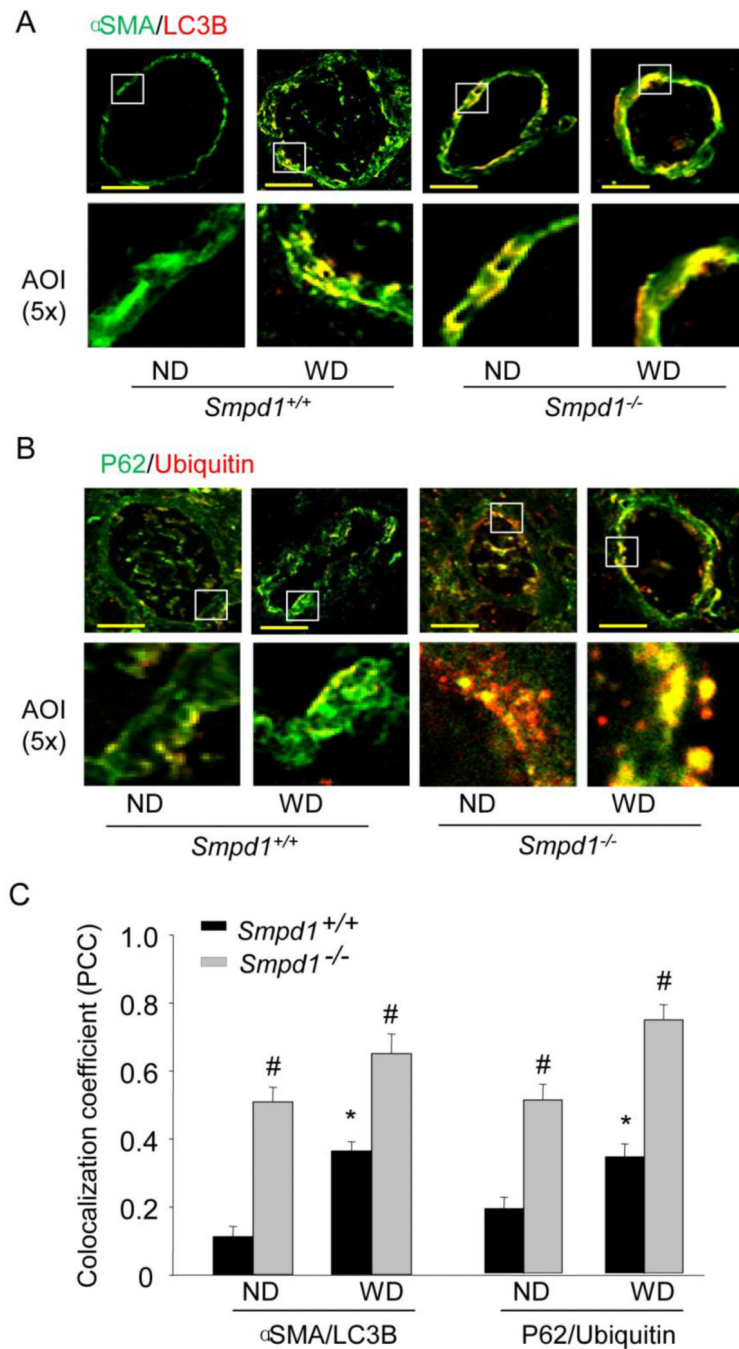 A
αSMA/LC3B
AOI
(5x)
ND WD ND WD
Smpd1+/+ Smpd1-/-
B
P62/Ubiquitin
AOI
(5x)
ND WD ND WD
Smpd1+/+ Smpd1-/-
C
Smpd1+/+
Smpd1-/-
Colocalization coefficient (PCC)
1.0
0.8
0.6
0.4
0.2
0
# * # # * #
ND WD ND WD
αSMA/LC3B P62/Ubiquitin